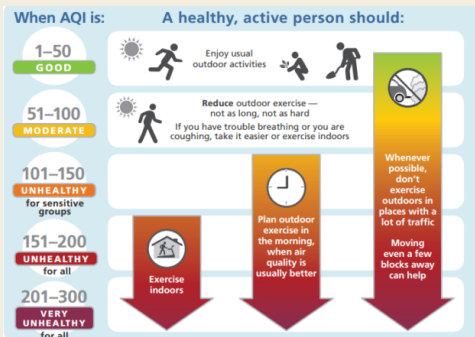 When AQI is:
A healthy, active person should:
1–50
GOOD
Enjoy usual
outdoor activities
51–100
MODERATE
Reduce outdoor exercise —
not as long, not as hard
If you have trouble breathing or you are
coughing, take it easier or exercise indoors
101–150
UNHEALTHY
for sensitive
groups
151–200
UNHEALTHY
for all
201–300
VERY
UNHEALTHY
for all
Exercise
indoors
Plan outdoor
exercise in
the morning,
when air
quality is
usually better
Whenever
possible,
don't
exercise
outdoors in
places with a
lot of traffic
Moving
even a few
blocks away
can help